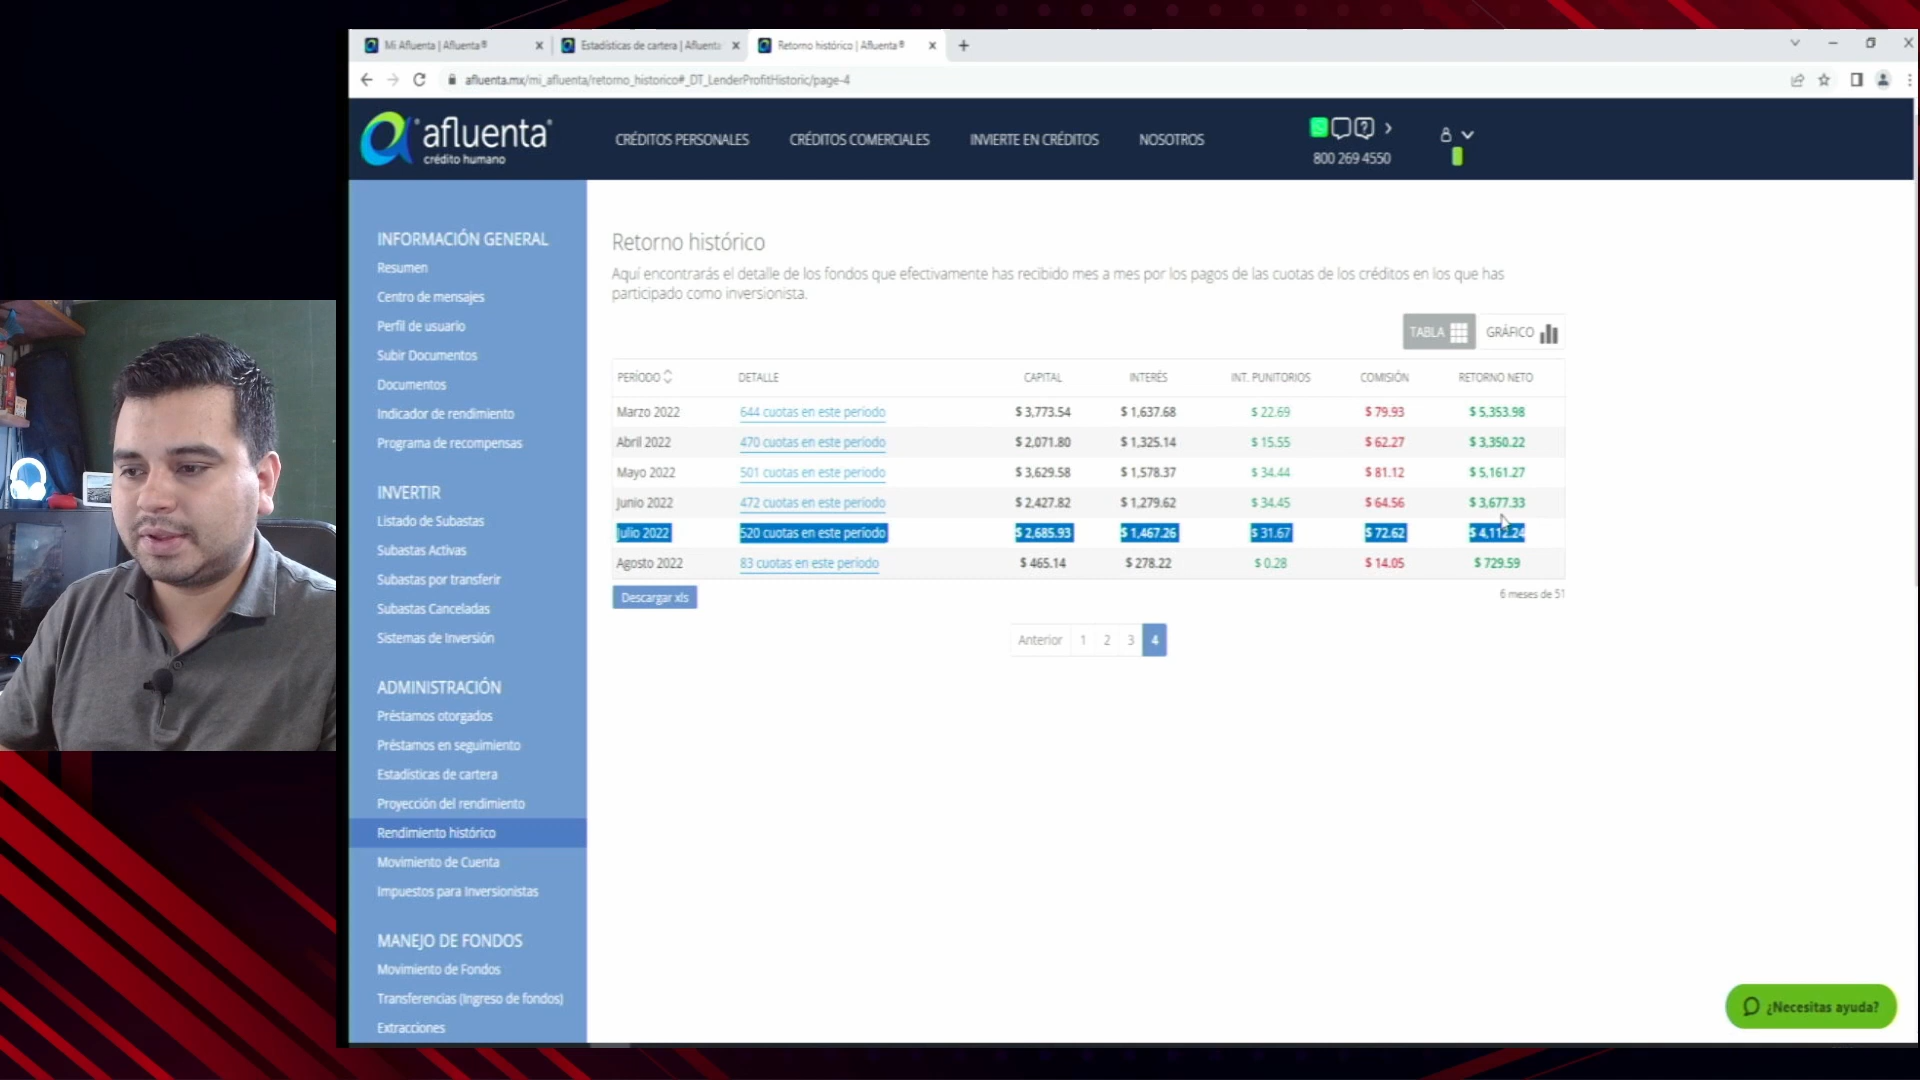 Mi Afluenta | Afluenta®
Estadísticas de cartera | Afluenta
Retorno histórico | Afluenta®
afluenta.mx/mi_afluenta/retorno_historico#_DT_LenderProfitHistoric/page-4
afluenta®
crédito humano
CRÉDITOS PERSONALES
CRÉDITOS COMERCIALES
INVIERTE EN CRÉDITOS
NOSOTROS
800 269 4550
INFORMACIÓN GENERAL
Resumen
Centro de mensajes
Perfil de usuario
Subir Documentos
Documentos
Indicador de rendimiento
Programa de recompensas
INVERTIR
Listado de Subastas
Subastas Activas
Subastas por transferir
Subastas Canceladas
Sistemas de Inversión
ADMINISTRACIÓN
Préstamos otorgados
Préstamos en seguimiento
Estadísticas de cartera
Proyección del rendimiento
Rendimiento histórico
Movimiento de Cuenta
Impuestos para Inversionistas
MANEJO DE FONDOS
Movimiento de Fondos
Transferencias (Ingreso de fondos)
Extracciones
Retorno histórico
Aquí encontrarás el detalle de los fondos que efectivamente has recibido mes a mes por los pagos de las cuotas de los créditos en los que has
participado como inversionista.
TABLA GRÁFICO
PERÍODO DETALLE CAPITAL INTERÉS INT. PUNITORIOS COMISIÓN RETORNO NETO
Marzo 2022 644 cuotas en este período $ 3,773.54 $ 1,637.68 $ 22.69 $ 79.93 $ 5,353.98
Abril 2022 470 cuotas en este período $ 2,071.80 $ 1,325.14 $ 15.55 $ 62.27 $ 3,350.22
Mayo 2022 501 cuotas en este período $ 3,629.58 $ 1,578.37 $ 34.44 $ 81.12 $ 5,161.27
Junio 2022 472 cuotas en este período $ 2,427.82 $ 1,279.62 $ 34.45 $ 64.56 $ 3,677.33
Julio 2022 520 cuotas en este período $ 2,685.93 $ 1,467.26 $ 31.67 $ 72.62 $ 4,112.24
Agosto 2022 83 cuotas en este período $ 465.14 $ 278.22 $ 0.28 $ 14.05 $ 729.59
Descargar xls
6 meses de 51
Anterior 1 2 3 4
¿Necesitas ayuda?